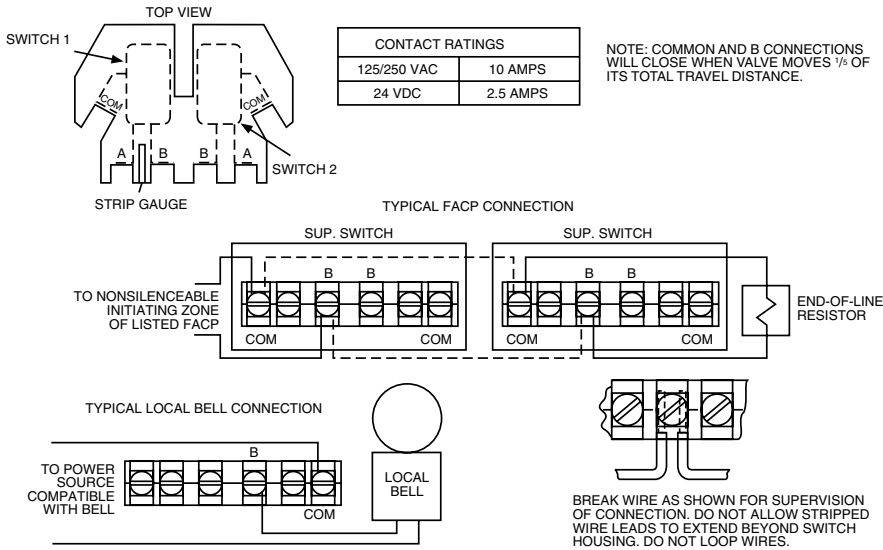 TOP VIEW
SWITCH 1
COM
COM
A
B
B
A
SWITCH 2
STRIP GAUGE
CONTACT RATINGS
125/250 VAC 10 AMPS
24 VDC 2.5 AMPS
NOTE: COMMON AND B CONNECTIONS
WILL CLOSE WHEN VALVE MOVES 1/5 OF
ITS TOTAL TRAVEL DISTANCE.
TYPICAL FACP CONNECTION
SUP. SWITCH
SUP. SWITCH
B B
B B
TO NONSILENCEABLE
INITIATING ZONE
OF LISTED FACP
COM COM
COM COM
END-OF-LINE
RESISTOR
TYPICAL LOCAL BELL CONNECTION
B
TO POWER
SOURCE
COMPATIBLE
WITH BELL
COM
LOCAL
BELL
BREAK WIRE AS SHOWN FOR SUPERVISION
OF CONNECTION. DO NOT ALLOW STRIPPED
WIRE LEADS TO EXTEND BEYOND SWITCH
HOUSING. DO NOT LOOP WIRES.